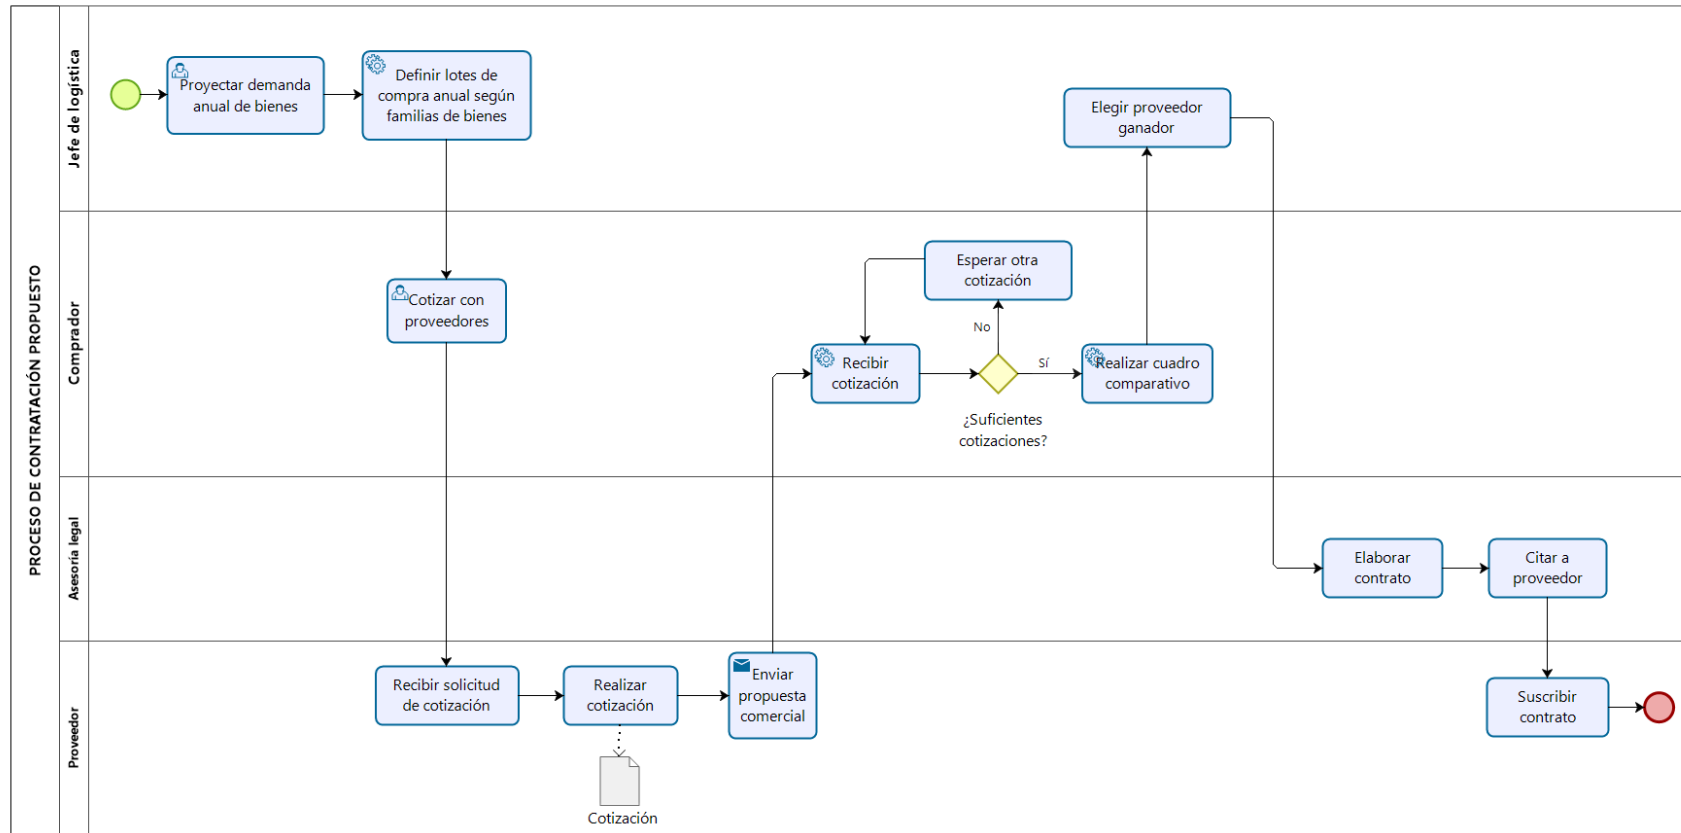 PROCESO DE CONTRATACIÓN PROPUESTO
Jefe de logística
Proyectar demanda
anual de bienes
Definir lotes de
compra anual según
familias de bienes
Elegir proveedor
ganador
Comprador
Cotizar con
proveedores
Esperar otra
cotización
No
Recibir
cotización
Sí
¿Suficientes
cotizaciones?
Realizar cuadro
comparativo
Asesoría legal
Elaborar
contrato
Citar a
proveedor
Proveedor
Recibir solicitud
de cotización
Realizar
cotización
Enviar
propuesta
comercial
Cotización
Suscribir
contrato